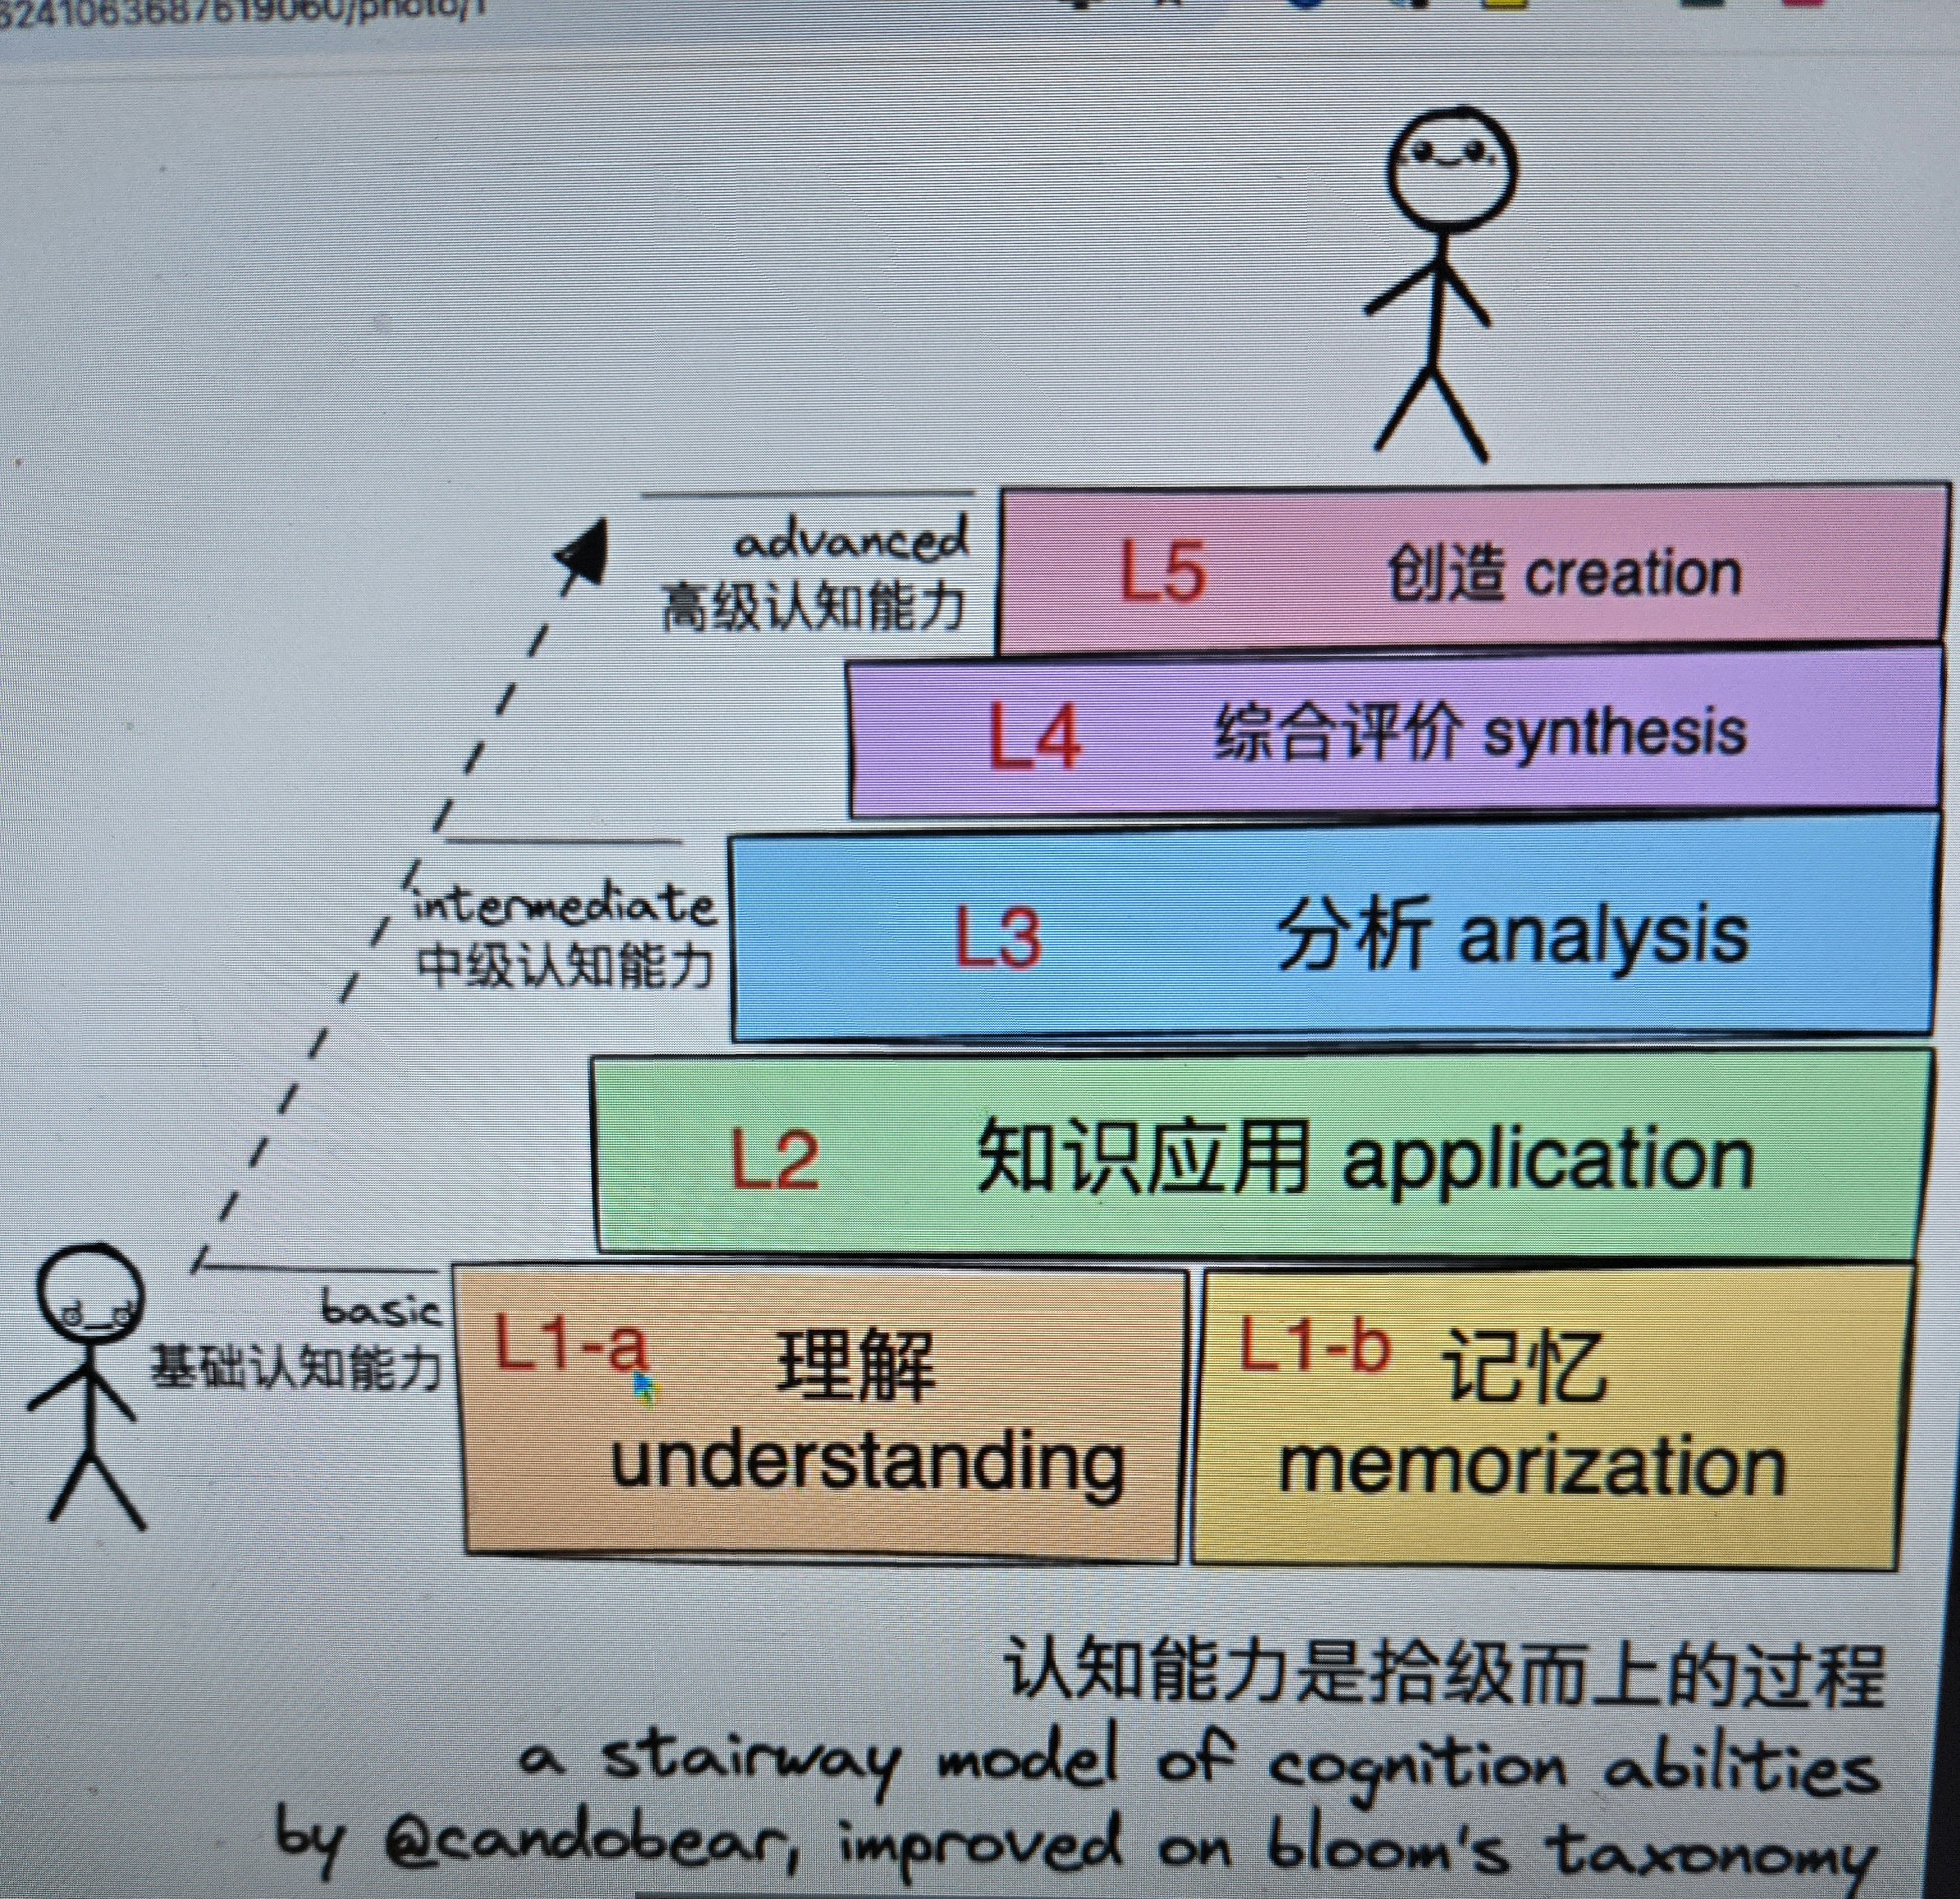 advanced
高级认知能力
L5 创造 creation
L4 综合评价 synthesis
intermediate
中级认知能力
L3 分析 analysis
L2 知识应用 application
basic
基础认知能力
L1-a 理解
understanding
L1-b 记忆
memorization
认知能力是拾级而上的过程
a stairway model of cognition abilities
by @candobear, improved on bloom's taxonomy